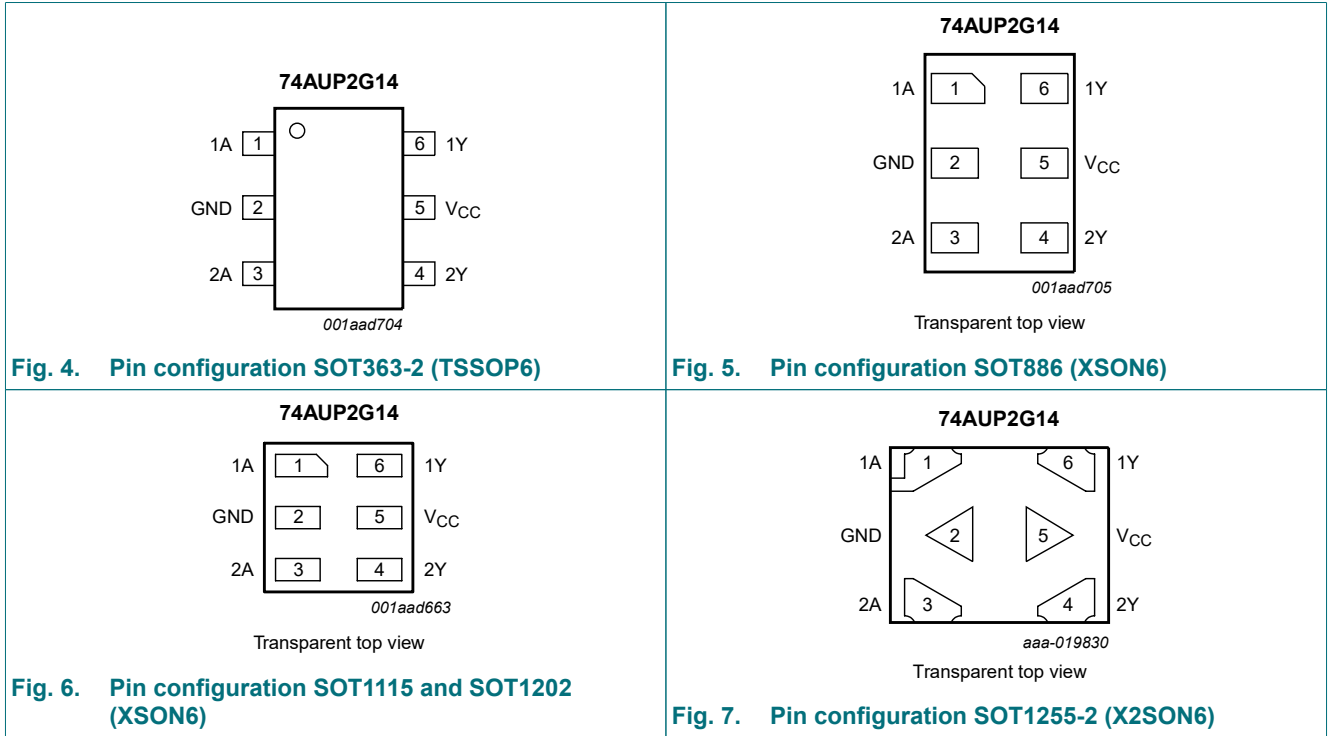 74AUP2G14
1A 1 6 1Y
GND 2 5 VCC
2A 3 4 2Y
001aad704
Fig. 4. Pin configuration SOT363-2 (TSSOP6)
74AUP2G14
1A 1 6 1Y
GND 2 5 VCC
2A 3 4 2Y
001aad705
Transparent top view
Fig. 5. Pin configuration SOT886 (XSON6)
74AUP2G14
1A 1 6 1Y
GND 2 5 VCC
2A 3 4 2Y
001aad663
Transparent top view
Fig. 6. Pin configuration SOT1115 and SOT1202
(XSON6)
74AUP2G14
1A 1 6 1Y
GND 2 5 VCC
2A 3 4 2Y
aaa-019830
Transparent top view
Fig. 7. Pin configuration SOT1255-2 (X2SON6)